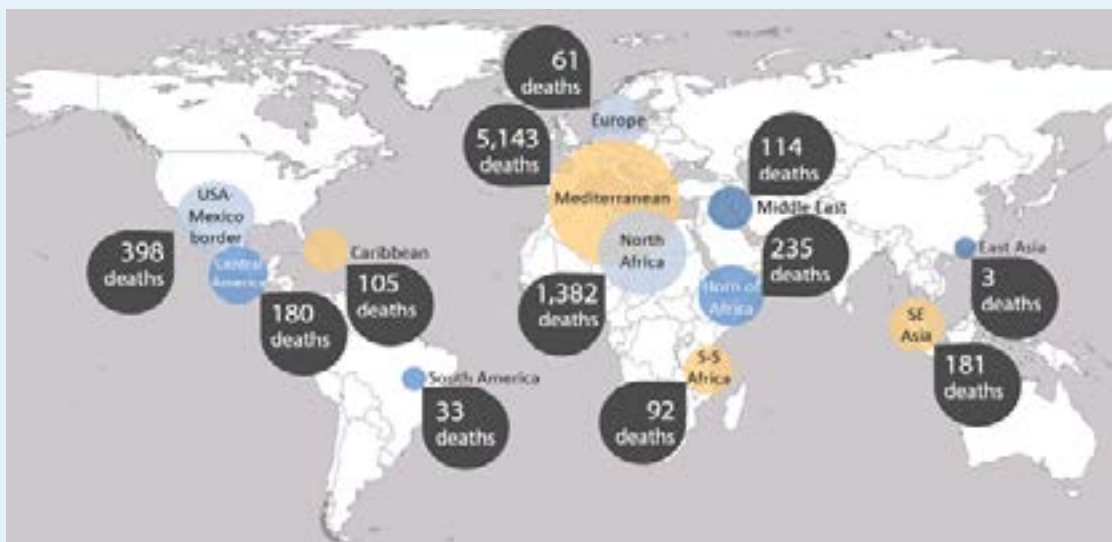 61
deaths
Europe
5,143
deaths
Mediterranean
114
deaths
Middle East
USA-
Mexico
border
398
deaths
Central
America
Caribbean
105
deaths
180
deaths
North
Africa
1,382
deaths
235
deaths
Horn of
Africa
East Asia
3
deaths
SE
Asia
181
deaths
S-S
Africa
92
deaths
South America
33
deaths